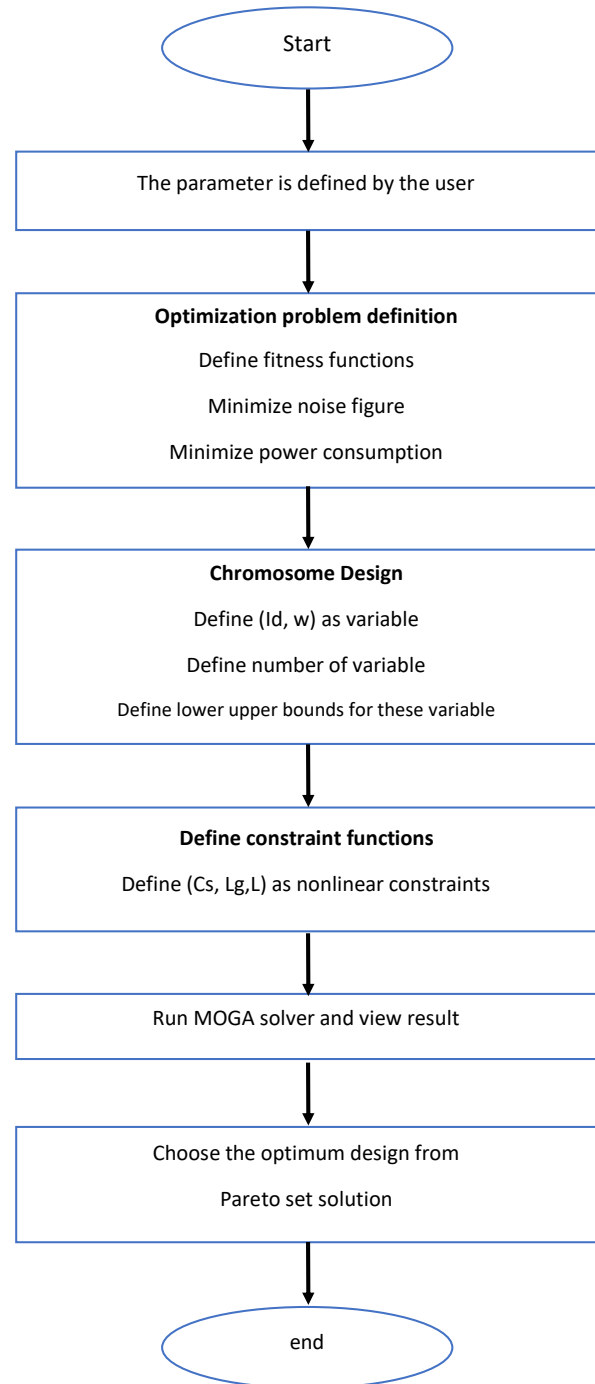 Start
The parameter is defined by the user
Optimization problem definition
Define fitness functions
Minimize noise figure
Minimize power consumption
Chromosome Design
Define (Id, w) as variable
Define number of variable
Define lower upper bounds for these variable
Define constraint functions
Define (Cs, Lg,L) as nonlinear constraints
Run MOGA solver and view result
Choose the optimum design from
Pareto set solution
end